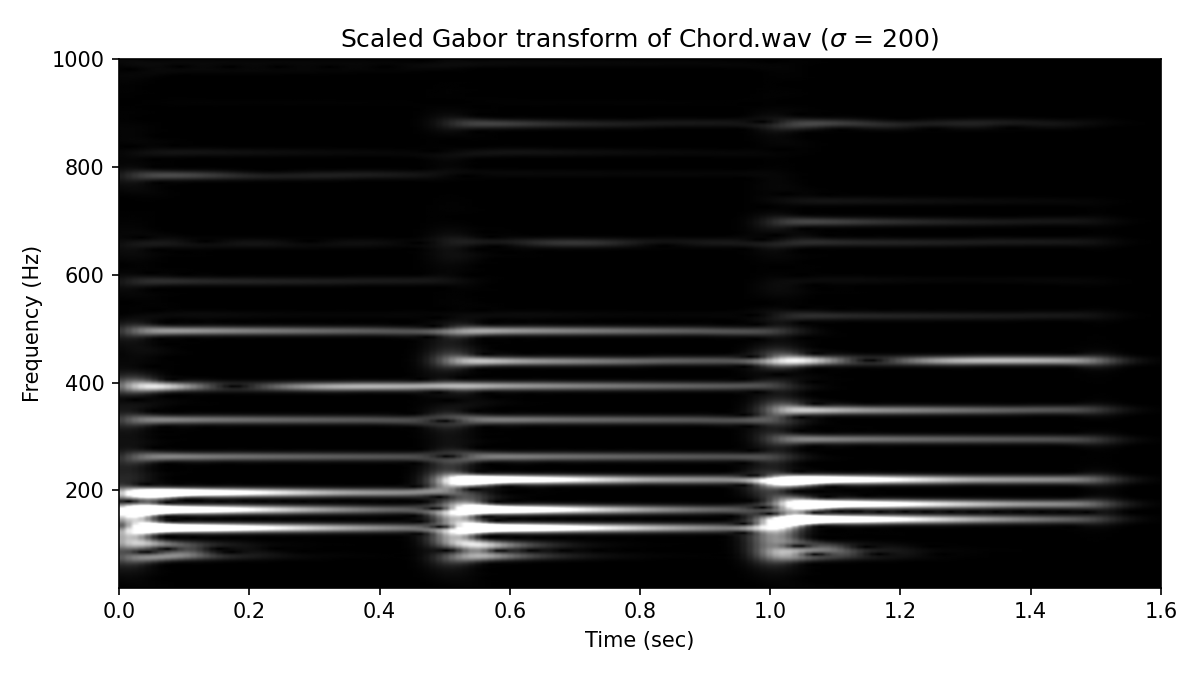 Scaled Gabor transform of Chord.wav (σ = 200)
1000
800
600
400
200
Frequency (Hz)
0.0 0.2 0.4 0.6 0.8 1.0 1.2 1.4 1.6
Time (sec)